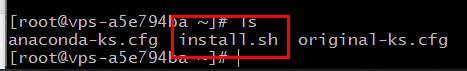 [root@vps-a5e794ba ~]# ls
anaconda-ks.cfg  install.sh  original-ks.cfg
[root@vps-a5e794ba ~]#